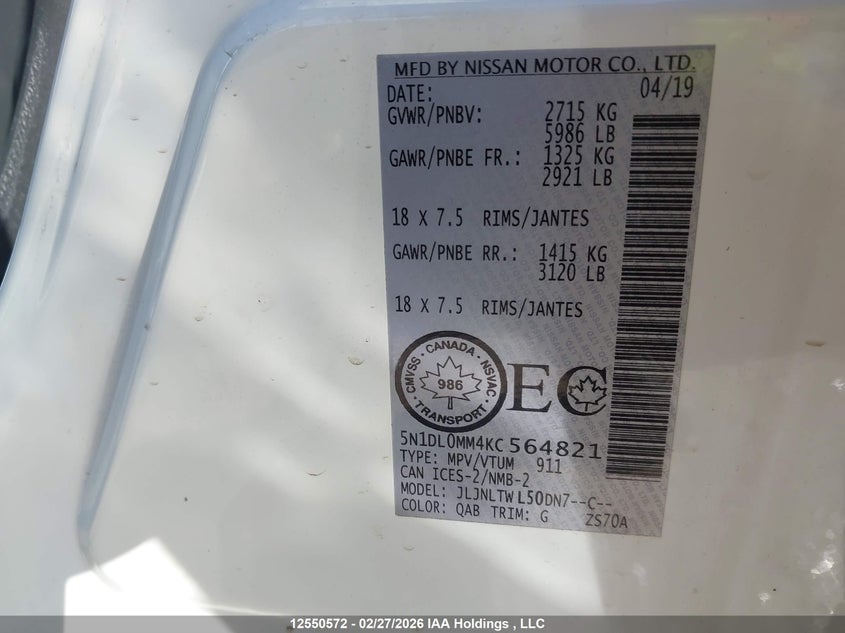 MFD BY NISSAN MOTOR CO., LTD.
DATE: 04/19
GVWR/PNBV: 2715 KG
5986 LB
GAWR/PNBE FR.: 1325 KG
2921 LB
18 X 7.5 RIMS/JANTES
GAWR/PNBE RR.: 1415 KG
3120 LB
18 X 7.5 RIMS/JANTES
CMVSS · CANADA · NSVAC
986
TRANSPORT
EC
5N1DL0MM4KC564821
TYPE: MPV/VTUM 911
CAN ICES-2/NMB-2
MODEL: JLJNLTWL50DN7--C--
COLOR: QAB TRIM: G ZS70A
12550572 - 02/27/2026 IAA Holdings , LLC